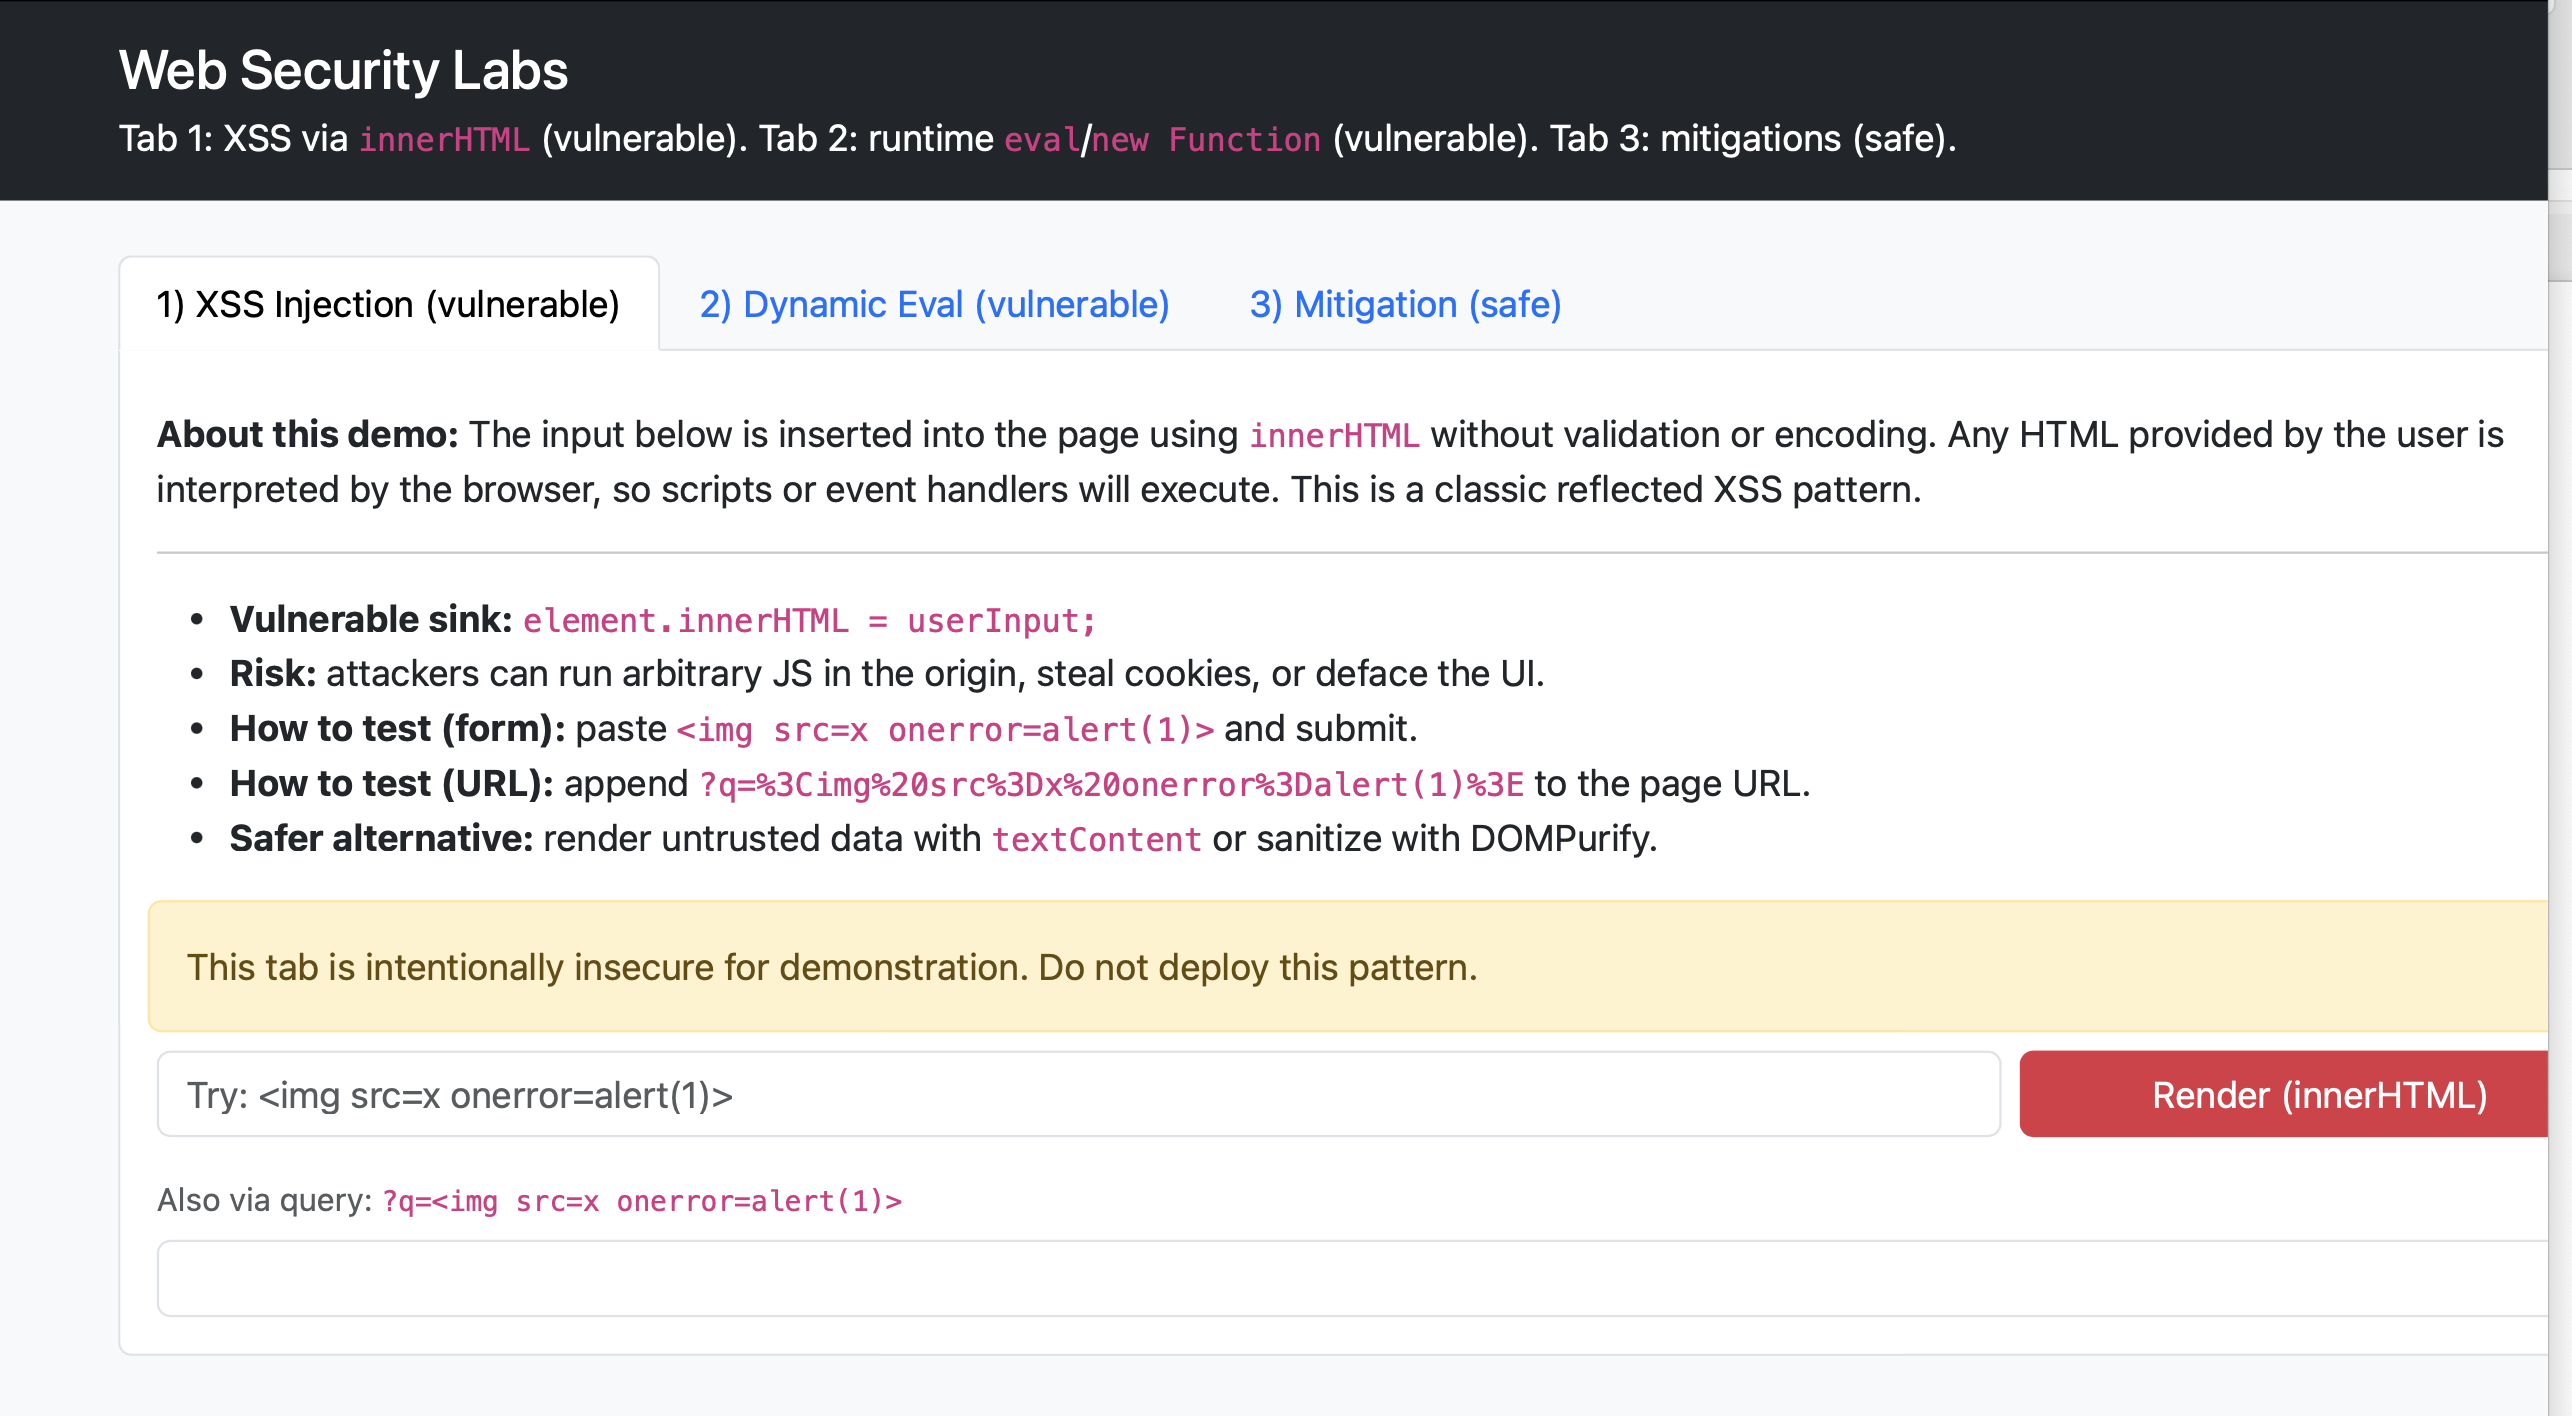 Web Security Labs
Tab 1: XSS via innerHTML (vulnerable). Tab 2: runtime eval/new Function (vulnerable). Tab 3: mitigations (safe).
1) XSS Injection (vulnerable)
2) Dynamic Eval (vulnerable)
3) Mitigation (safe)
About this demo: The input below is inserted into the page using innerHTML without validation or encoding. Any HTML provided by the user is
interpreted by the browser, so scripts or event handlers will execute. This is a classic reflected XSS pattern.
• Vulnerable sink: element.innerHTML = userInput;
• Risk: attackers can run arbitrary JS in the origin, steal cookies, or deface the UI.
• How to test (form): paste <img src=x onerror=alert(1)> and submit.
• How to test (URL): append ?q=%3Cimg%20src%3Dx%20onerror%3Dalert(1)%3E to the page URL.
• Safer alternative: render untrusted data with textContent or sanitize with DOMPurify.
This tab is intentionally insecure for demonstration. Do not deploy this pattern.
Try: <img src=x onerror=alert(1)>
Render (innerHTML)
Also via query: ?q=<img src=x onerror=alert(1)>